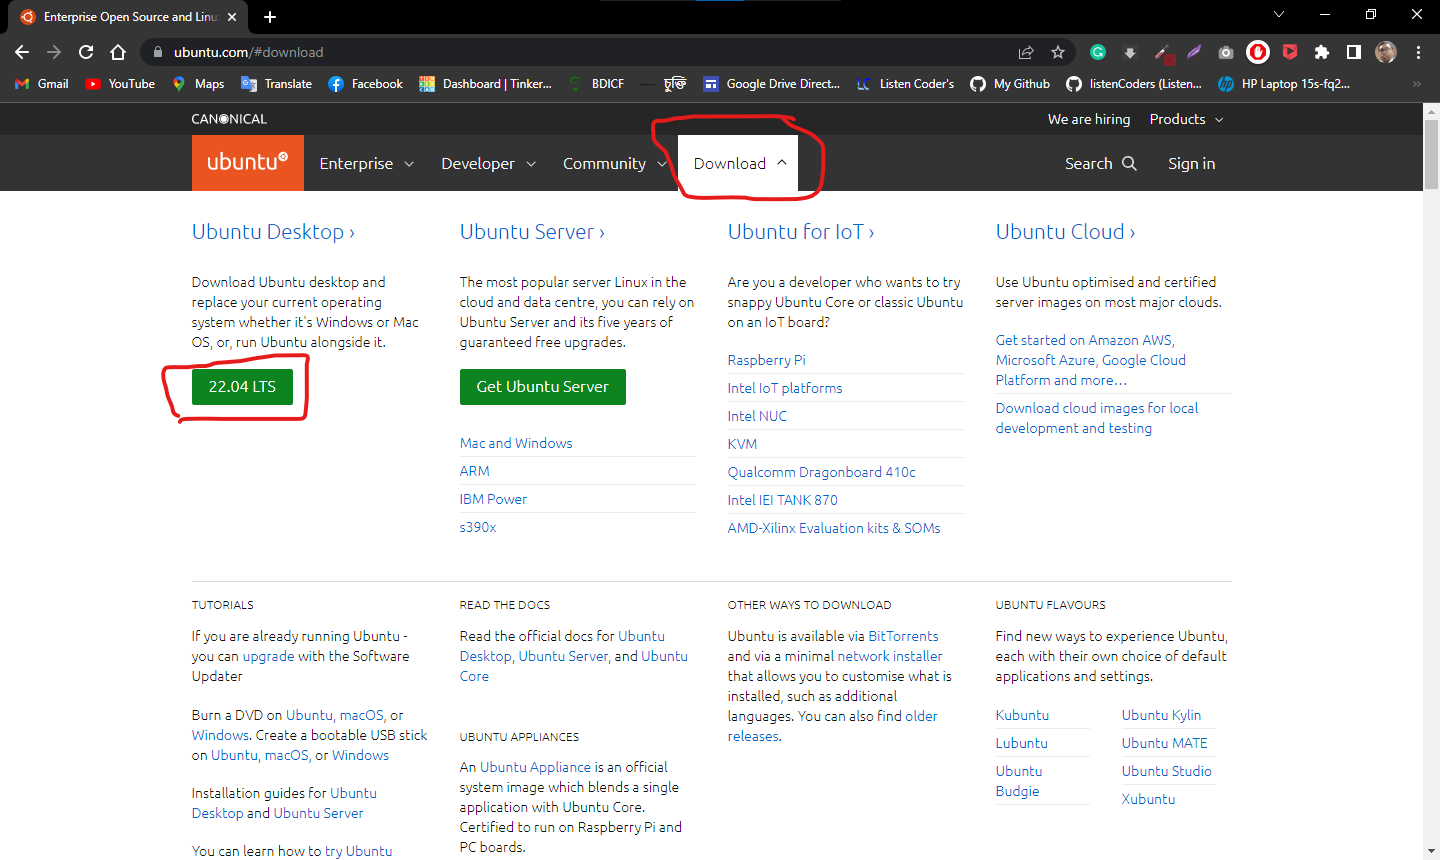 Enterprise Open Source and Linu
ubuntu.com/#download
Gmail YouTube Maps Translate Facebook Dashboard | Tinker... BDICF চুক্তি Google Drive Direct... Listen Coder's My Github listenCoders (Listen... HP Laptop 15s-fq2...
CANONICAL We are hiring Products
ubuntu Enterprise Developer Community Download Search Sign in
Ubuntu Desktop ›
Download Ubuntu desktop and
replace your current operating
system whether it's Windows or Mac
OS, or, run Ubuntu alongside it.
22.04 LTS
Ubuntu Server ›
The most popular server Linux in the
cloud and data centre, you can rely on
Ubuntu Server and its five years of
guaranteed free upgrades.
Get Ubuntu Server
Mac and Windows
ARM
IBM Power
s390x
Ubuntu for IoT ›
Are you a developer who wants to try
snappy Ubuntu Core or classic Ubuntu
on an IoT board?
Raspberry Pi
Intel IoT platforms
Intel NUC
KVM
Qualcomm Dragonboard 410c
Intel IEI TANK 870
AMD-Xilinx Evaluation kits & SOMs
Ubuntu Cloud ›
Use Ubuntu optimised and certified
server images on most major clouds.
Get started on Amazon AWS,
Microsoft Azure, Google Cloud
Platform and more...
Download cloud images for local
development and testing
TUTORIALS
If you are already running Ubuntu -
you can upgrade with the Software
Updater
Burn a DVD on Ubuntu, macOS, or
Windows. Create a bootable USB stick
on Ubuntu, macOS, or Windows
Installation guides for Ubuntu
Desktop and Ubuntu Server
You can learn how to try Ubuntu
READ THE DOCS
Read the official docs for Ubuntu
Desktop, Ubuntu Server, and Ubuntu
Core
UBUNTU APPLIANCES
An Ubuntu Appliance is an official
system image which blends a single
application with Ubuntu Core.
Certified to run on Raspberry Pi and
PC boards.
OTHER WAYS TO DOWNLOAD
Ubuntu is available via BitTorrents
and via a minimal network installer
that allows you to customise what is
installed, such as additional
languages. You can also find older
releases.
UBUNTU FLAVOURS
Find new ways to experience Ubuntu,
each with their own choice of default
applications and settings.
Kubuntu
Lubuntu
Ubuntu
Budgie
Ubuntu Kylin
Ubuntu MATE
Ubuntu Studio
Xubuntu